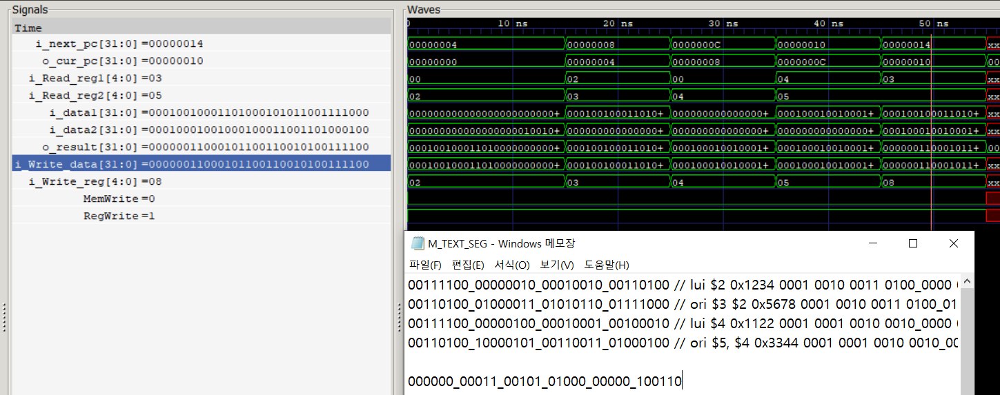 Signals
Waves
Time
0 10 ns 20 ns 30 ns 40 ns 50 ns
i_next_pc[31:0] =00000014
00000004 00000008 0000000C 00000010 00000014 xx
o_cur_pc[31:0] =00000010
00000000 00000004 00000008 0000000C 00000010 00
i_Read_reg1[4:0] =03
00 02 00 04 03 xx
i_Read_reg2[4:0] =05
02 03 04 05 xx
i_data1[31:0] =00010010001101000101011001111000
00000000000000000000000+ 000100100011010+ 000000000000000+ 000100010010001+ 000100100011010+ xx
i_data2[31:0] =00010001001000100011001101000100
00000000000000000010010+ 000000000000000+ 000000000000000+ 000000000000000+ 000100010010001+ xx
o_result[31:0] =00000011000101100110010100111100
00010010001101000000000+ 000100100011010+ 000100010010001+ 000100010010001+ 000000110001011+ 00
i_Write_data[31:0] =00000011000101100110010100111100
00010010001101000000000+ 000100100011010+ 000100010010001+ 000100010010001+ 000000110001011+ xx
i_Write_reg[4:0] =08
02 03 04 05 08 xx
MemWrite =0
RegWrite =1
M_TEXT_SEG - Windows 메모장
파일(F) 편집(E) 서식(O) 보기(V) 도움말(H)
00111100_00000010_00010010_00110100 // lui $2 0x1234 0001 0010 0011 0100_0000
00110100_01000011_01010110_01111000 // ori $3 $2 0x5678 0001 0010 0011 0100_01
00111100_00000100_00010001_00100010 // lui $4 0x1122 0001 0001 0010 0010_0000
00110100_10000101_00110011_01000100 // ori $5, $4 0x3344 0001 0001 0010 0010_00
000000_00011_00101_01000_00000_100110